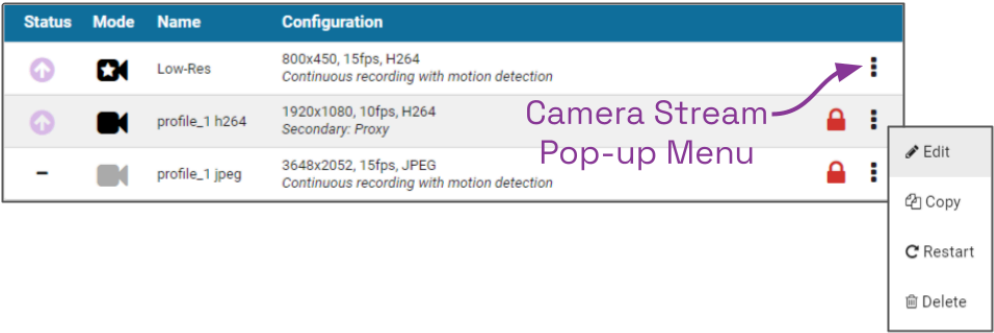 Status Mode Name Configuration
800x450, 15fps, H264
Low-Res
Continuous recording with motion detection
1920x1080, 10fps, H264
profile_1 h264
Secondary: Proxy
3648x2052, 15fps, JPEG
profile_1 jpeg
Continuous recording with motion detection
Camera Stream
Pop-up Menu
Edit
Copy
Restart
Delete